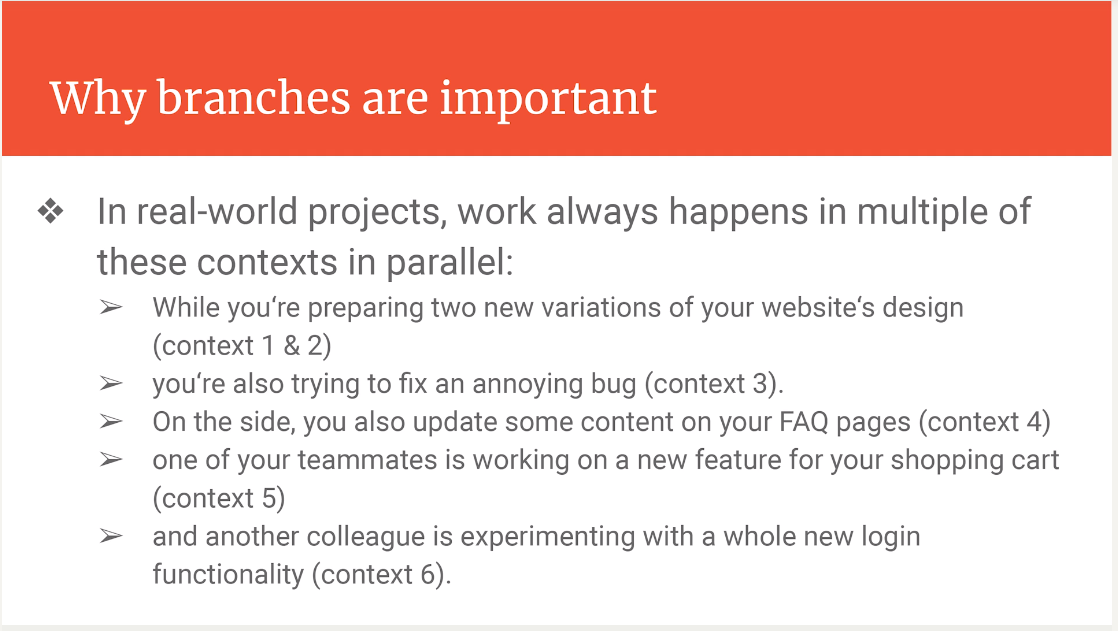 Why branches are important
❖ In real-world projects, work always happens in multiple of
these contexts in parallel:
➢ While you‘re preparing two new variations of your website‘s design
(context 1 & 2)
➢ you‘re also trying to fix an annoying bug (context 3).
➢ On the side, you also update some content on your FAQ pages (context 4)
➢ one of your teammates is working on a new feature for your shopping cart
(context 5)
➢ and another colleague is experimenting with a whole new login
functionality (context 6).